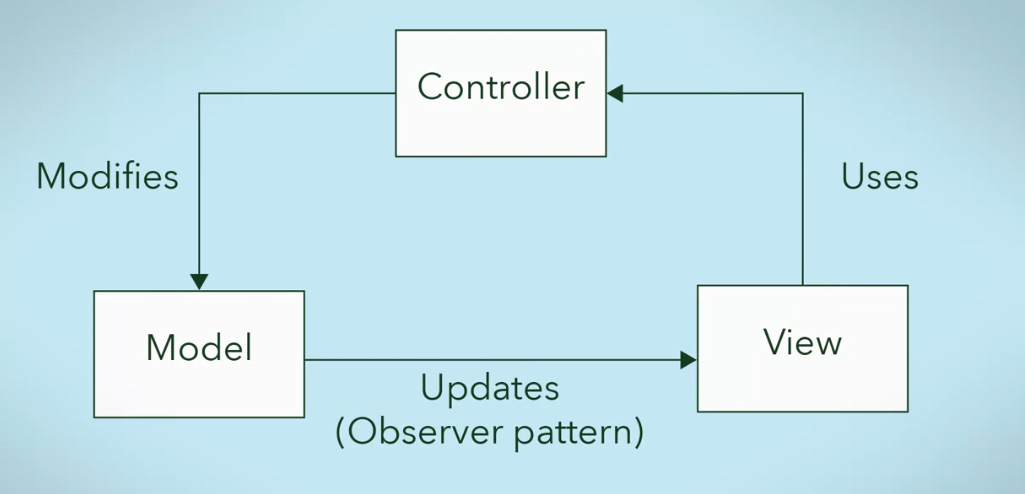 Controller
Modifies
Uses
Model
View
Updates
(Observer pattern)